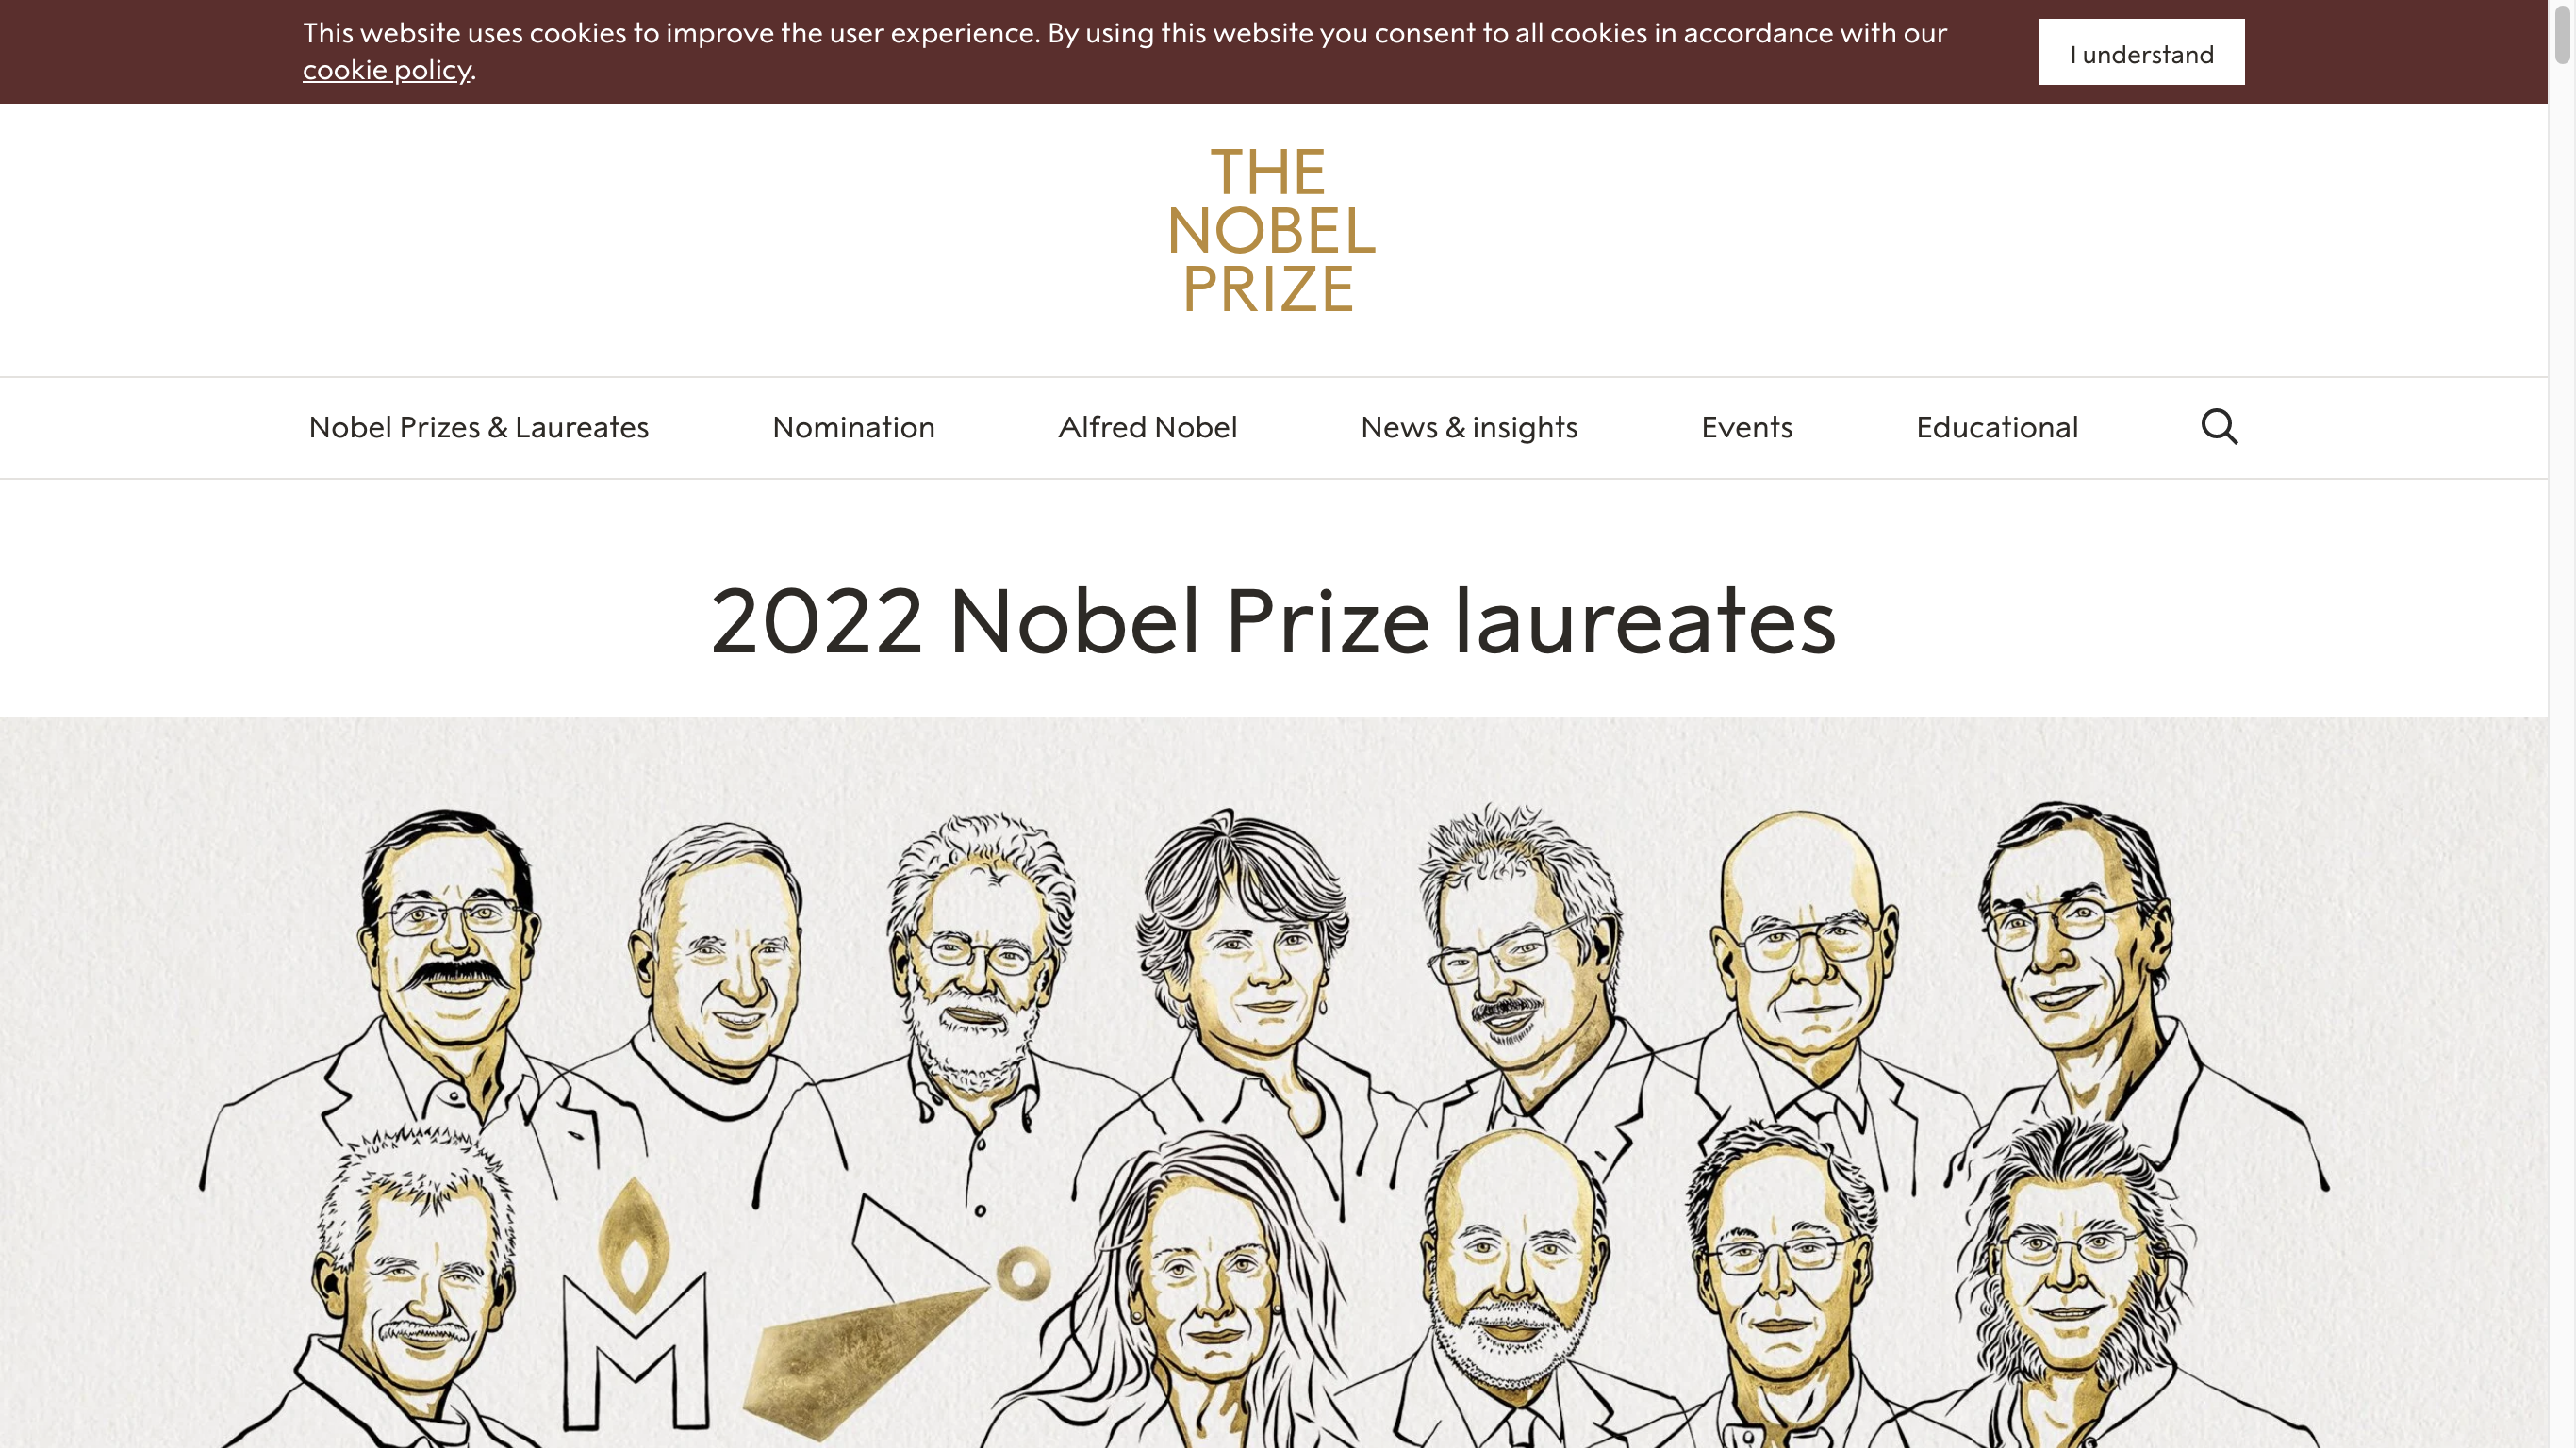 This website uses cookies to improve the user experience. By using this website you consent to all cookies in accordance with our
cookie policy.
I understand
THE
NOBEL
PRIZE
Nobel Prizes & Laureates
Nomination
Alfred Nobel
News & insights
Events
Educational
2022 Nobel Prize laureates